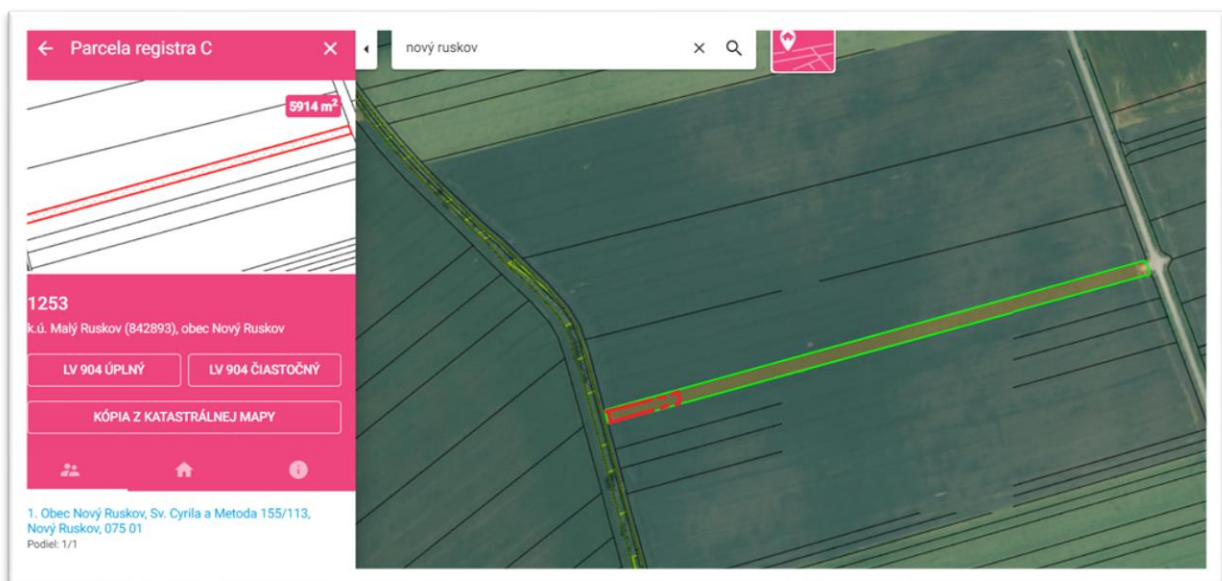 Parcela registra C
nový ruskov
5914 m²
1253
k.ú. Malý Ruskov (842893), obec Nový Ruskov
LV 904 ÚPLNÝ
LV 904 ČIASTOČNÝ
KÓPIA Z KATASTRÁLNEJ MAPY
1. Obec Nový Ruskov, Sv. Cyrila a Metoda 155/113,
Nový Ruskov, 075 01
Podiel: 1/1